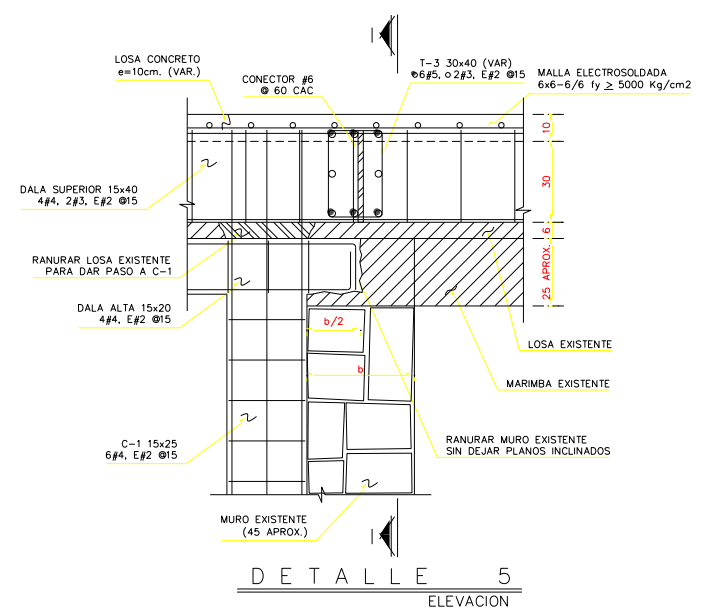 LOSA CONCRETO
e=10cm. (VAR.)
CONECTOR #6
@ 60 CAC
T-3 30x40 (VAR)
6#5, 2#3, E#2 @15
MALLA ELECTROSOLDADA
6x6-6/6 fy ≥ 5000 Kg/cm2
10
DALA SUPERIOR 15x40
4#4, 2#3, E#2 @15
30
6
RANURAR LOSA EXISTENTE
PARA DAR PASO A C-1
25 APROX.
DALA ALTA 15x20
4#4, E#2 @15
b/2
LOSA EXISTENTE
b
MARIMBA EXISTENTE
C-1 15x25
6#4, E#2 @15
RANURAR MURO EXISTENTE
SIN DEJAR PLANOS INCLINADOS
MURO EXISTENTE
(45 APROX.)
DETALLE 5
ELEVACION